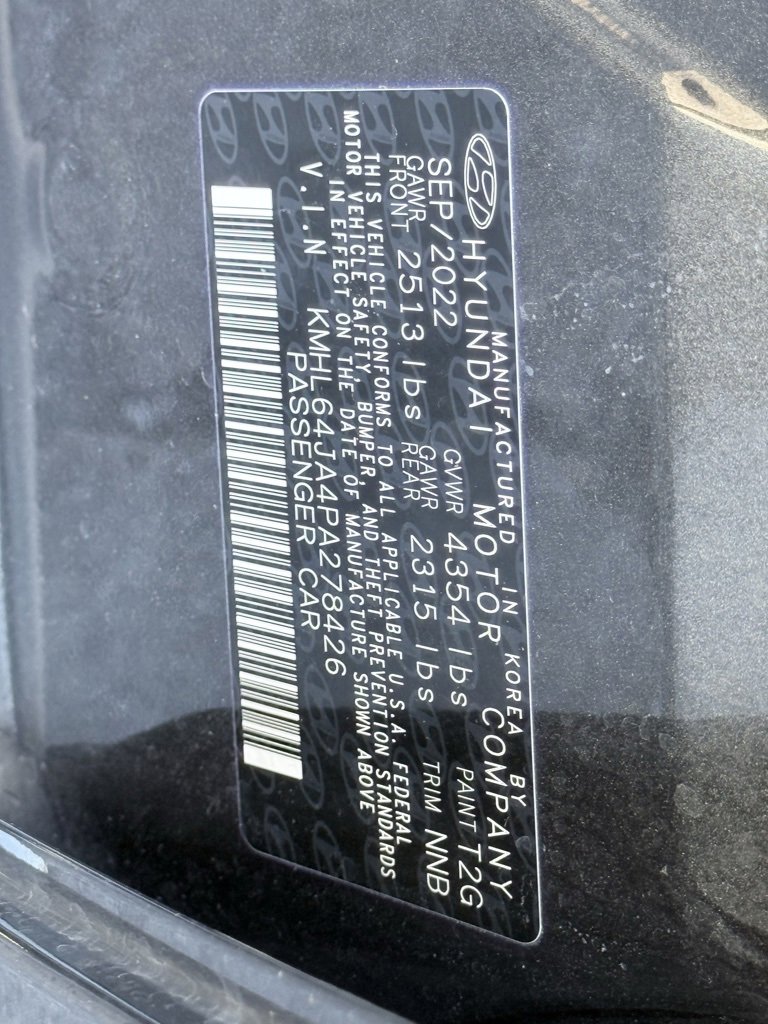 MANUFACTURED IN KOREA BY
HYUNDAI MOTOR COMPANY
SEP/2022 GVWR 4354 lbs PAINT T2G
GAWR FRONT 2513 lbs GAWR REAR 2315 lbs TRIM NNB
THIS VEHICLE CONFORMS TO ALL APPLICABLE U.S.A. FEDERAL
MOTOR VEHICLE SAFETY, BUMPER, AND THEFT PREVENTION STANDARDS
IN EFFECT ON THE DATE OF MANUFACTURE SHOWN ABOVE
V.I.N KMHL64JA4PA278426
PASSENGER CAR